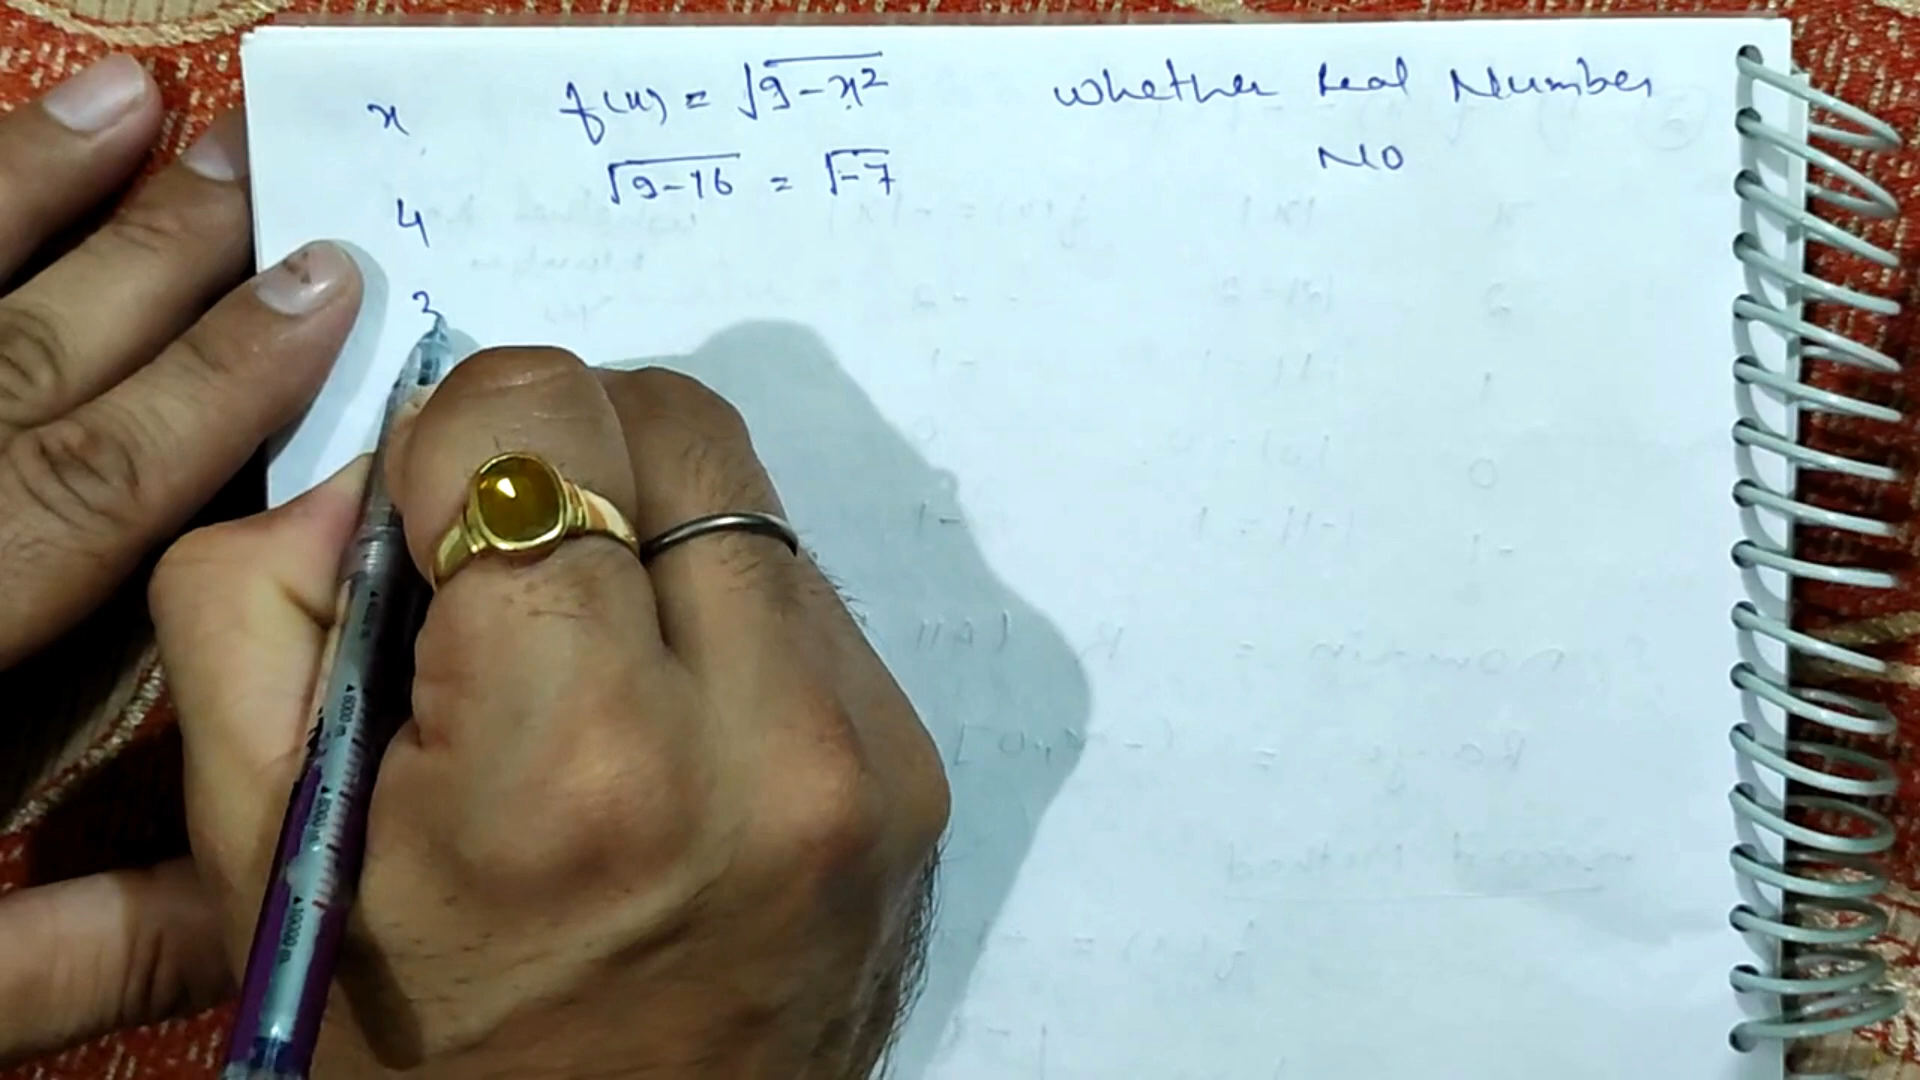 x f(x) = √9-x² Whether Real Number
4 √9-16 = √-7 NO
3